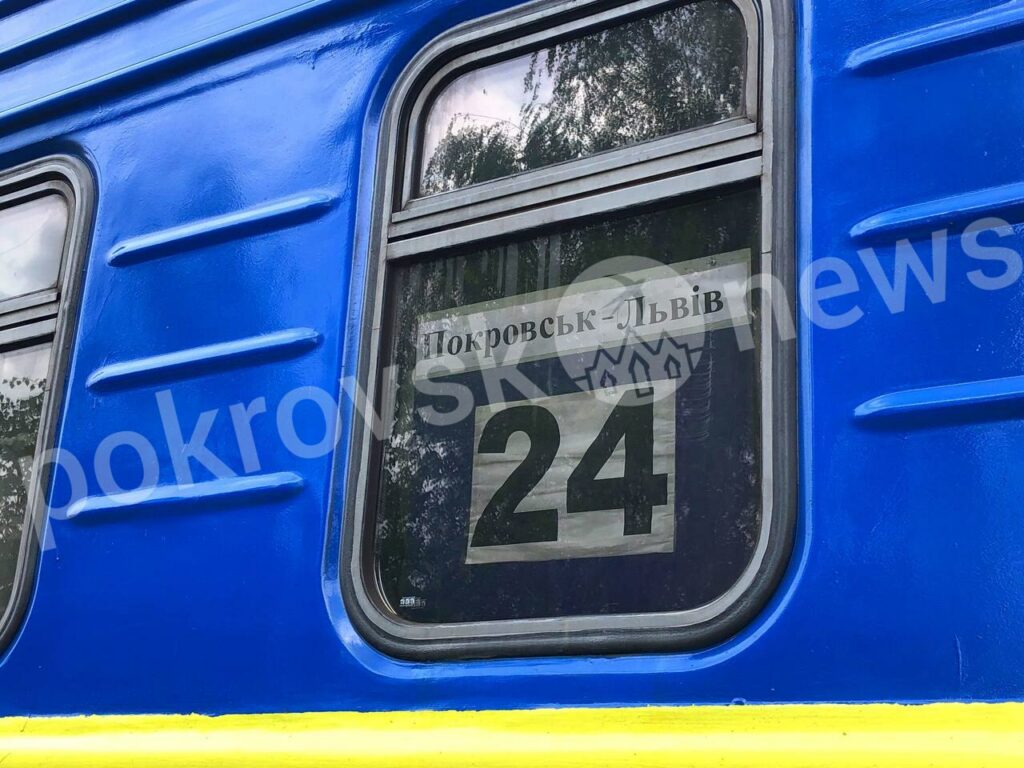 Покровськ - Львів
24
pokrovsk news